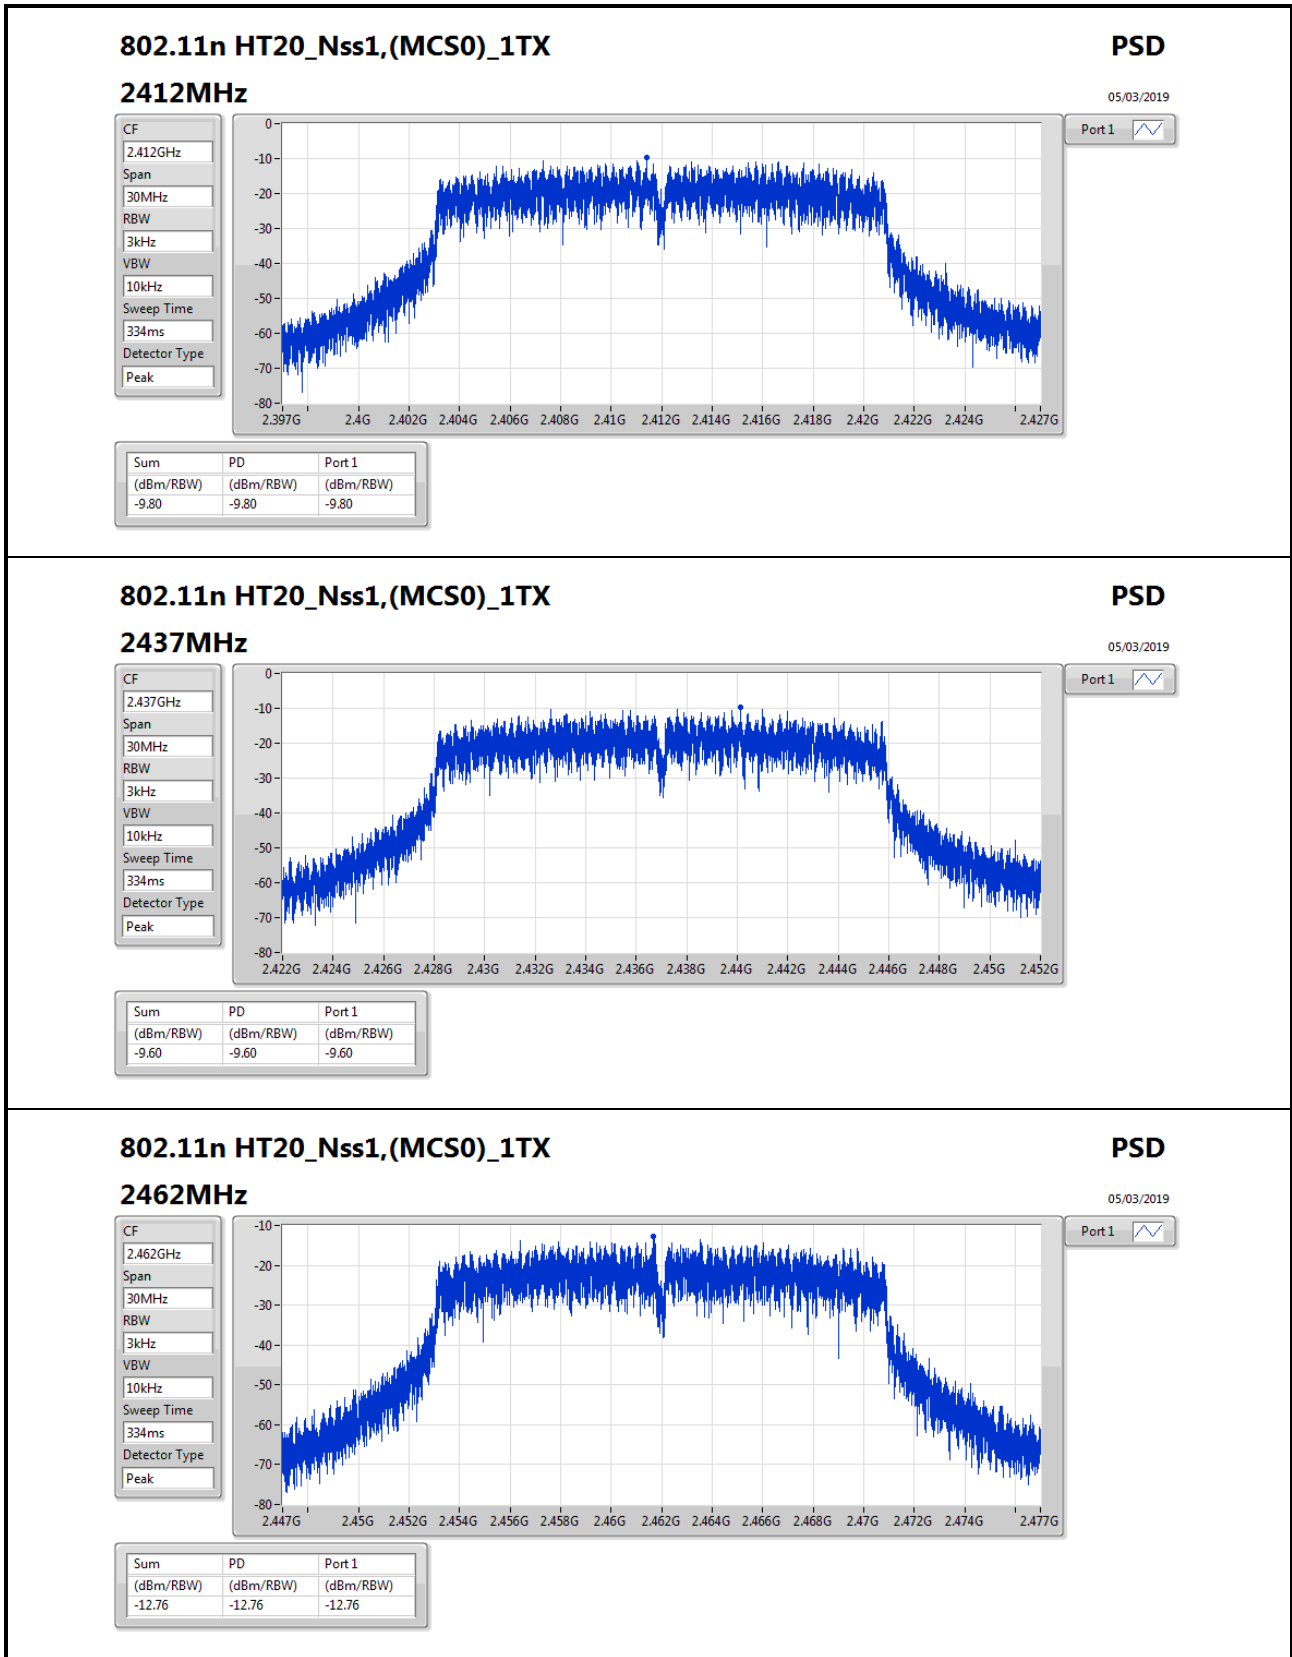 802.11n HT20_Nss1,(MCS0)_1TX PSD
2412MHz 05/03/2019
CF
2.412GHz
Span
30MHz
RBW
3kHz
VBW
10kHz
Sweep Time
334ms
Detector Type
Peak
0
-10
-20
-30
-40
-50
-60
-70
-80
2.397G 2.4G 2.402G 2.404G 2.406G 2.408G 2.41G 2.412G 2.414G 2.416G 2.418G 2.42G 2.422G 2.424G 2.427G
Port 1
Sum PD Port 1
(dBm/RBW) (dBm/RBW) (dBm/RBW)
-9.80 -9.80 -9.80
802.11n HT20_Nss1,(MCS0)_1TX PSD
2437MHz 05/03/2019
CF
2.437GHz
Span
30MHz
RBW
3kHz
VBW
10kHz
Sweep Time
334ms
Detector Type
Peak
0
-10
-20
-30
-40
-50
-60
-70
-80
2.422G 2.424G 2.426G 2.428G 2.43G 2.432G 2.434G 2.436G 2.438G 2.44G 2.442G 2.444G 2.446G 2.448G 2.45G 2.452G
Port 1
Sum PD Port 1
(dBm/RBW) (dBm/RBW) (dBm/RBW)
-9.60 -9.60 -9.60
802.11n HT20_Nss1,(MCS0)_1TX PSD
2462MHz 05/03/2019
CF
2.462GHz
Span
30MHz
RBW
3kHz
VBW
10kHz
Sweep Time
334ms
Detector Type
Peak
-10
-20
-30
-40
-50
-60
-70
-80
2.447G 2.45G 2.452G 2.454G 2.456G 2.458G 2.46G 2.462G 2.464G 2.466G 2.468G 2.47G 2.472G 2.474G 2.477G
Port 1
Sum PD Port 1
(dBm/RBW) (dBm/RBW) (dBm/RBW)
-12.76 -12.76 -12.76